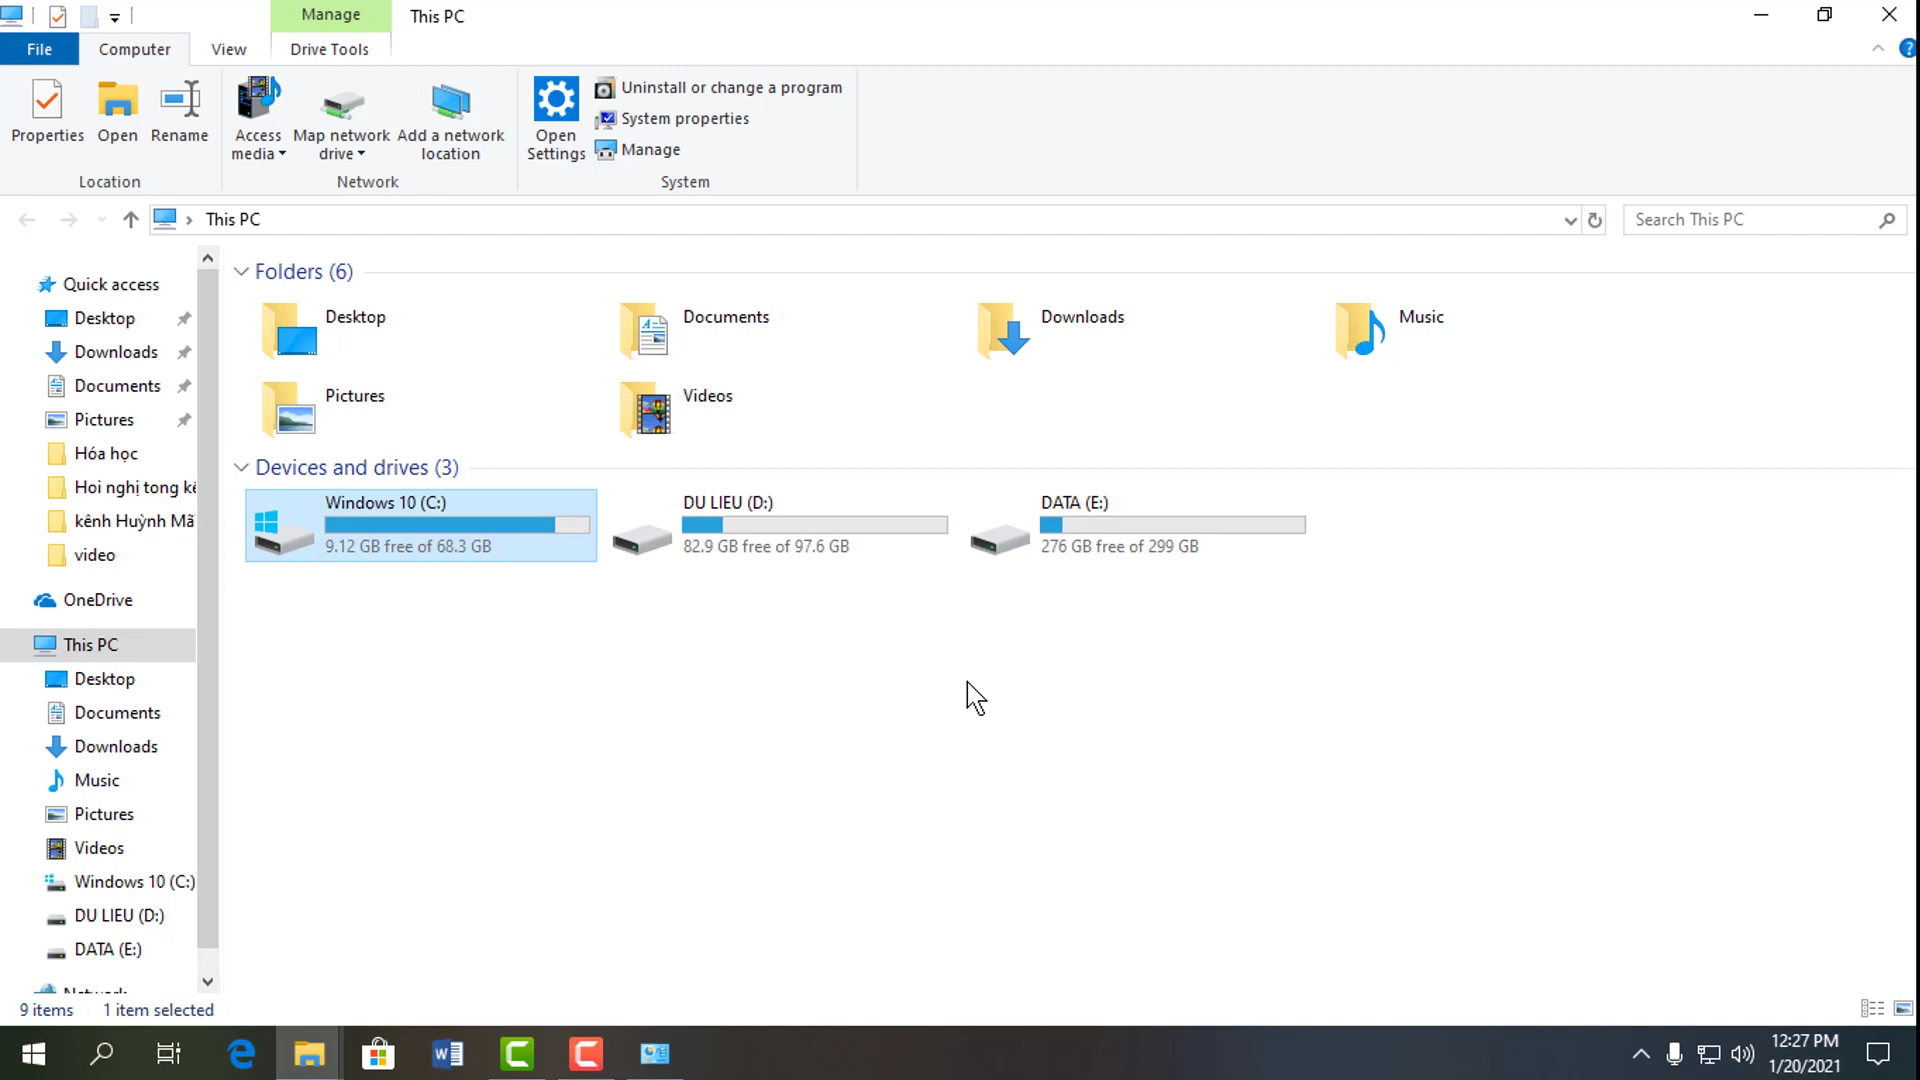 Manage
This PC
File
Computer
View
Drive Tools
Properties
Open
Rename
Access media
Map network drive
Add a network location
Open Settings
Uninstall or change a program
System properties
Manage
Location
Network
System
This PC
Search This PC
Quick access
Desktop
Downloads
Documents
Pictures
Hóa học
Hoi nghị tong kê
kênh Huỳnh Mã
video
OneDrive
This PC
Desktop
Documents
Downloads
Music
Pictures
Videos
Windows 10 (C:)
DU LIEU (D:)
DATA (E:)
Network
Folders (6)
Desktop
Documents
Downloads
Music
Pictures
Videos
Devices and drives (3)
Windows 10 (C:)
9.12 GB free of 68.3 GB
DU LIEU (D:)
82.9 GB free of 97.6 GB
DATA (E:)
276 GB free of 299 GB
9 items
1 item selected
12:27 PM
1/20/2021